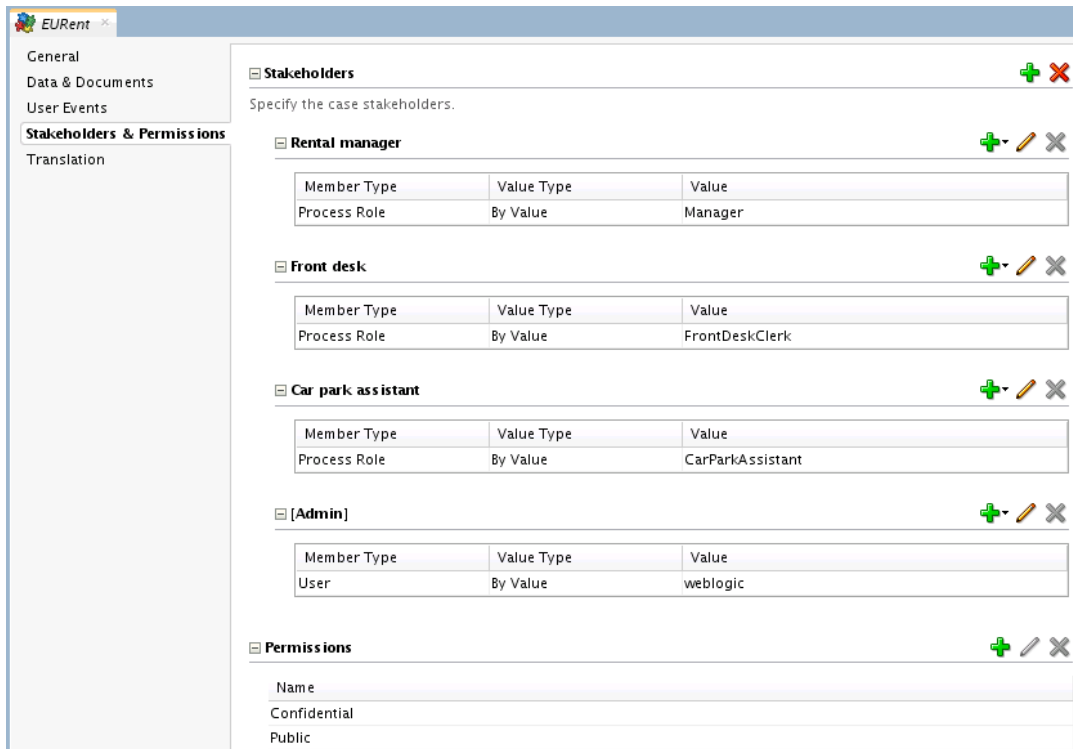 EURent
General
Data & Documents
User Events
Stakeholders & Permissions
Translation
Stakeholders
Specify the case stakeholders.
Rental manager
Member Type Value Type Value
Process Role By Value Manager
Front desk
Member Type Value Type Value
Process Role By Value FrontDeskClerk
Car park assistant
Member Type Value Type Value
Process Role By Value CarParkAssistant
[Admin]
Member Type Value Type Value
User By Value weblogic
Permissions
Name
Confidential
Public